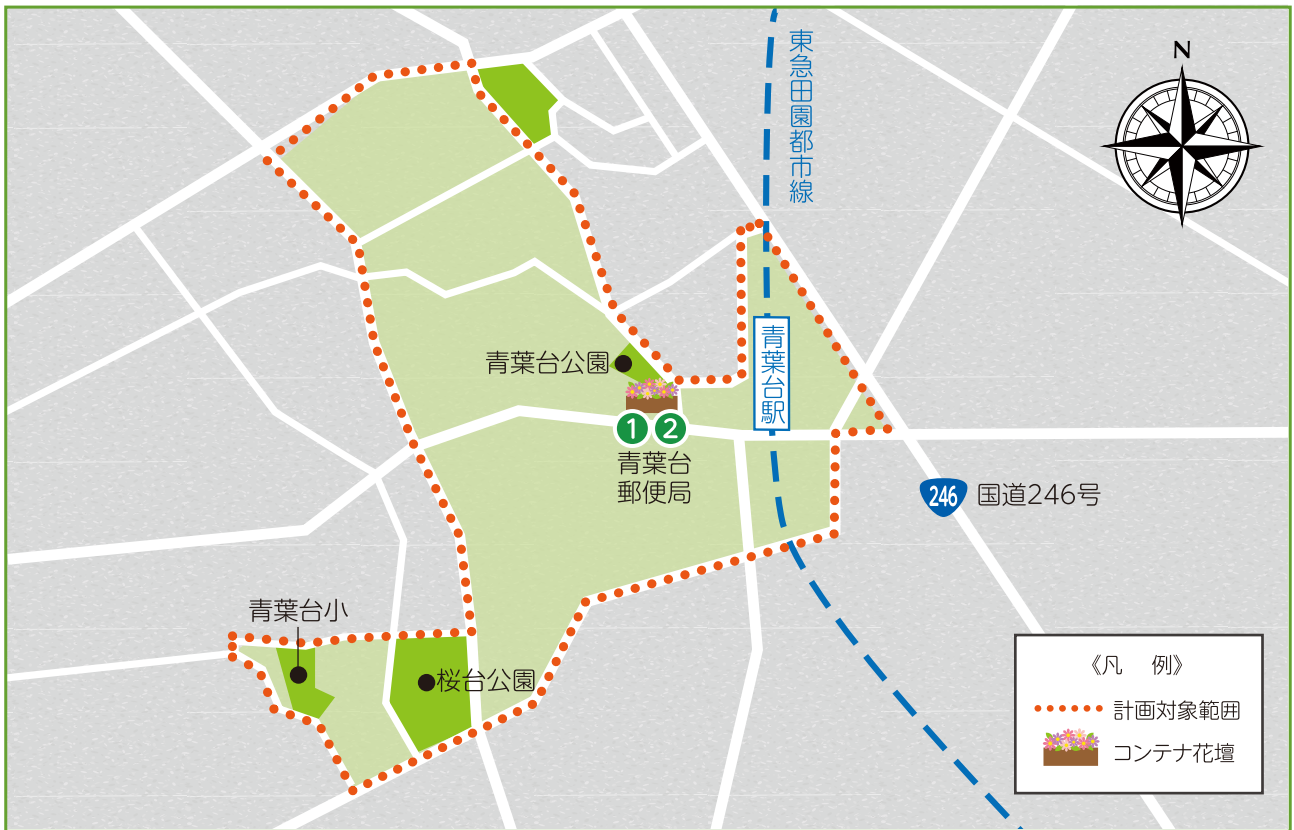 東急田園都市線
N
青葉台公園
青葉台駅
1 2
青葉台
郵便局
246 国道246号
青葉台小
桜台公園
《凡 例》
計画対象範囲
コンテナ花壇